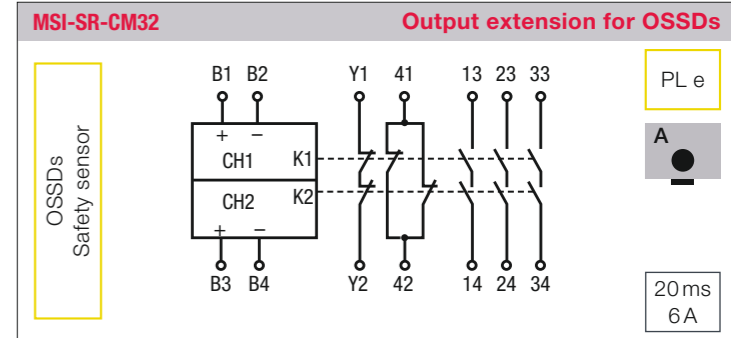 MSI-SR-CM32 Output extension for OSSDs
OSSDs
Safety sensor
B1 B2 Y1 41 13 23 33
+ −
CH1 K1
CH2 K2
+ −
B3 B4 Y2 42 14 24 34
PL e
A
20 ms
6 A